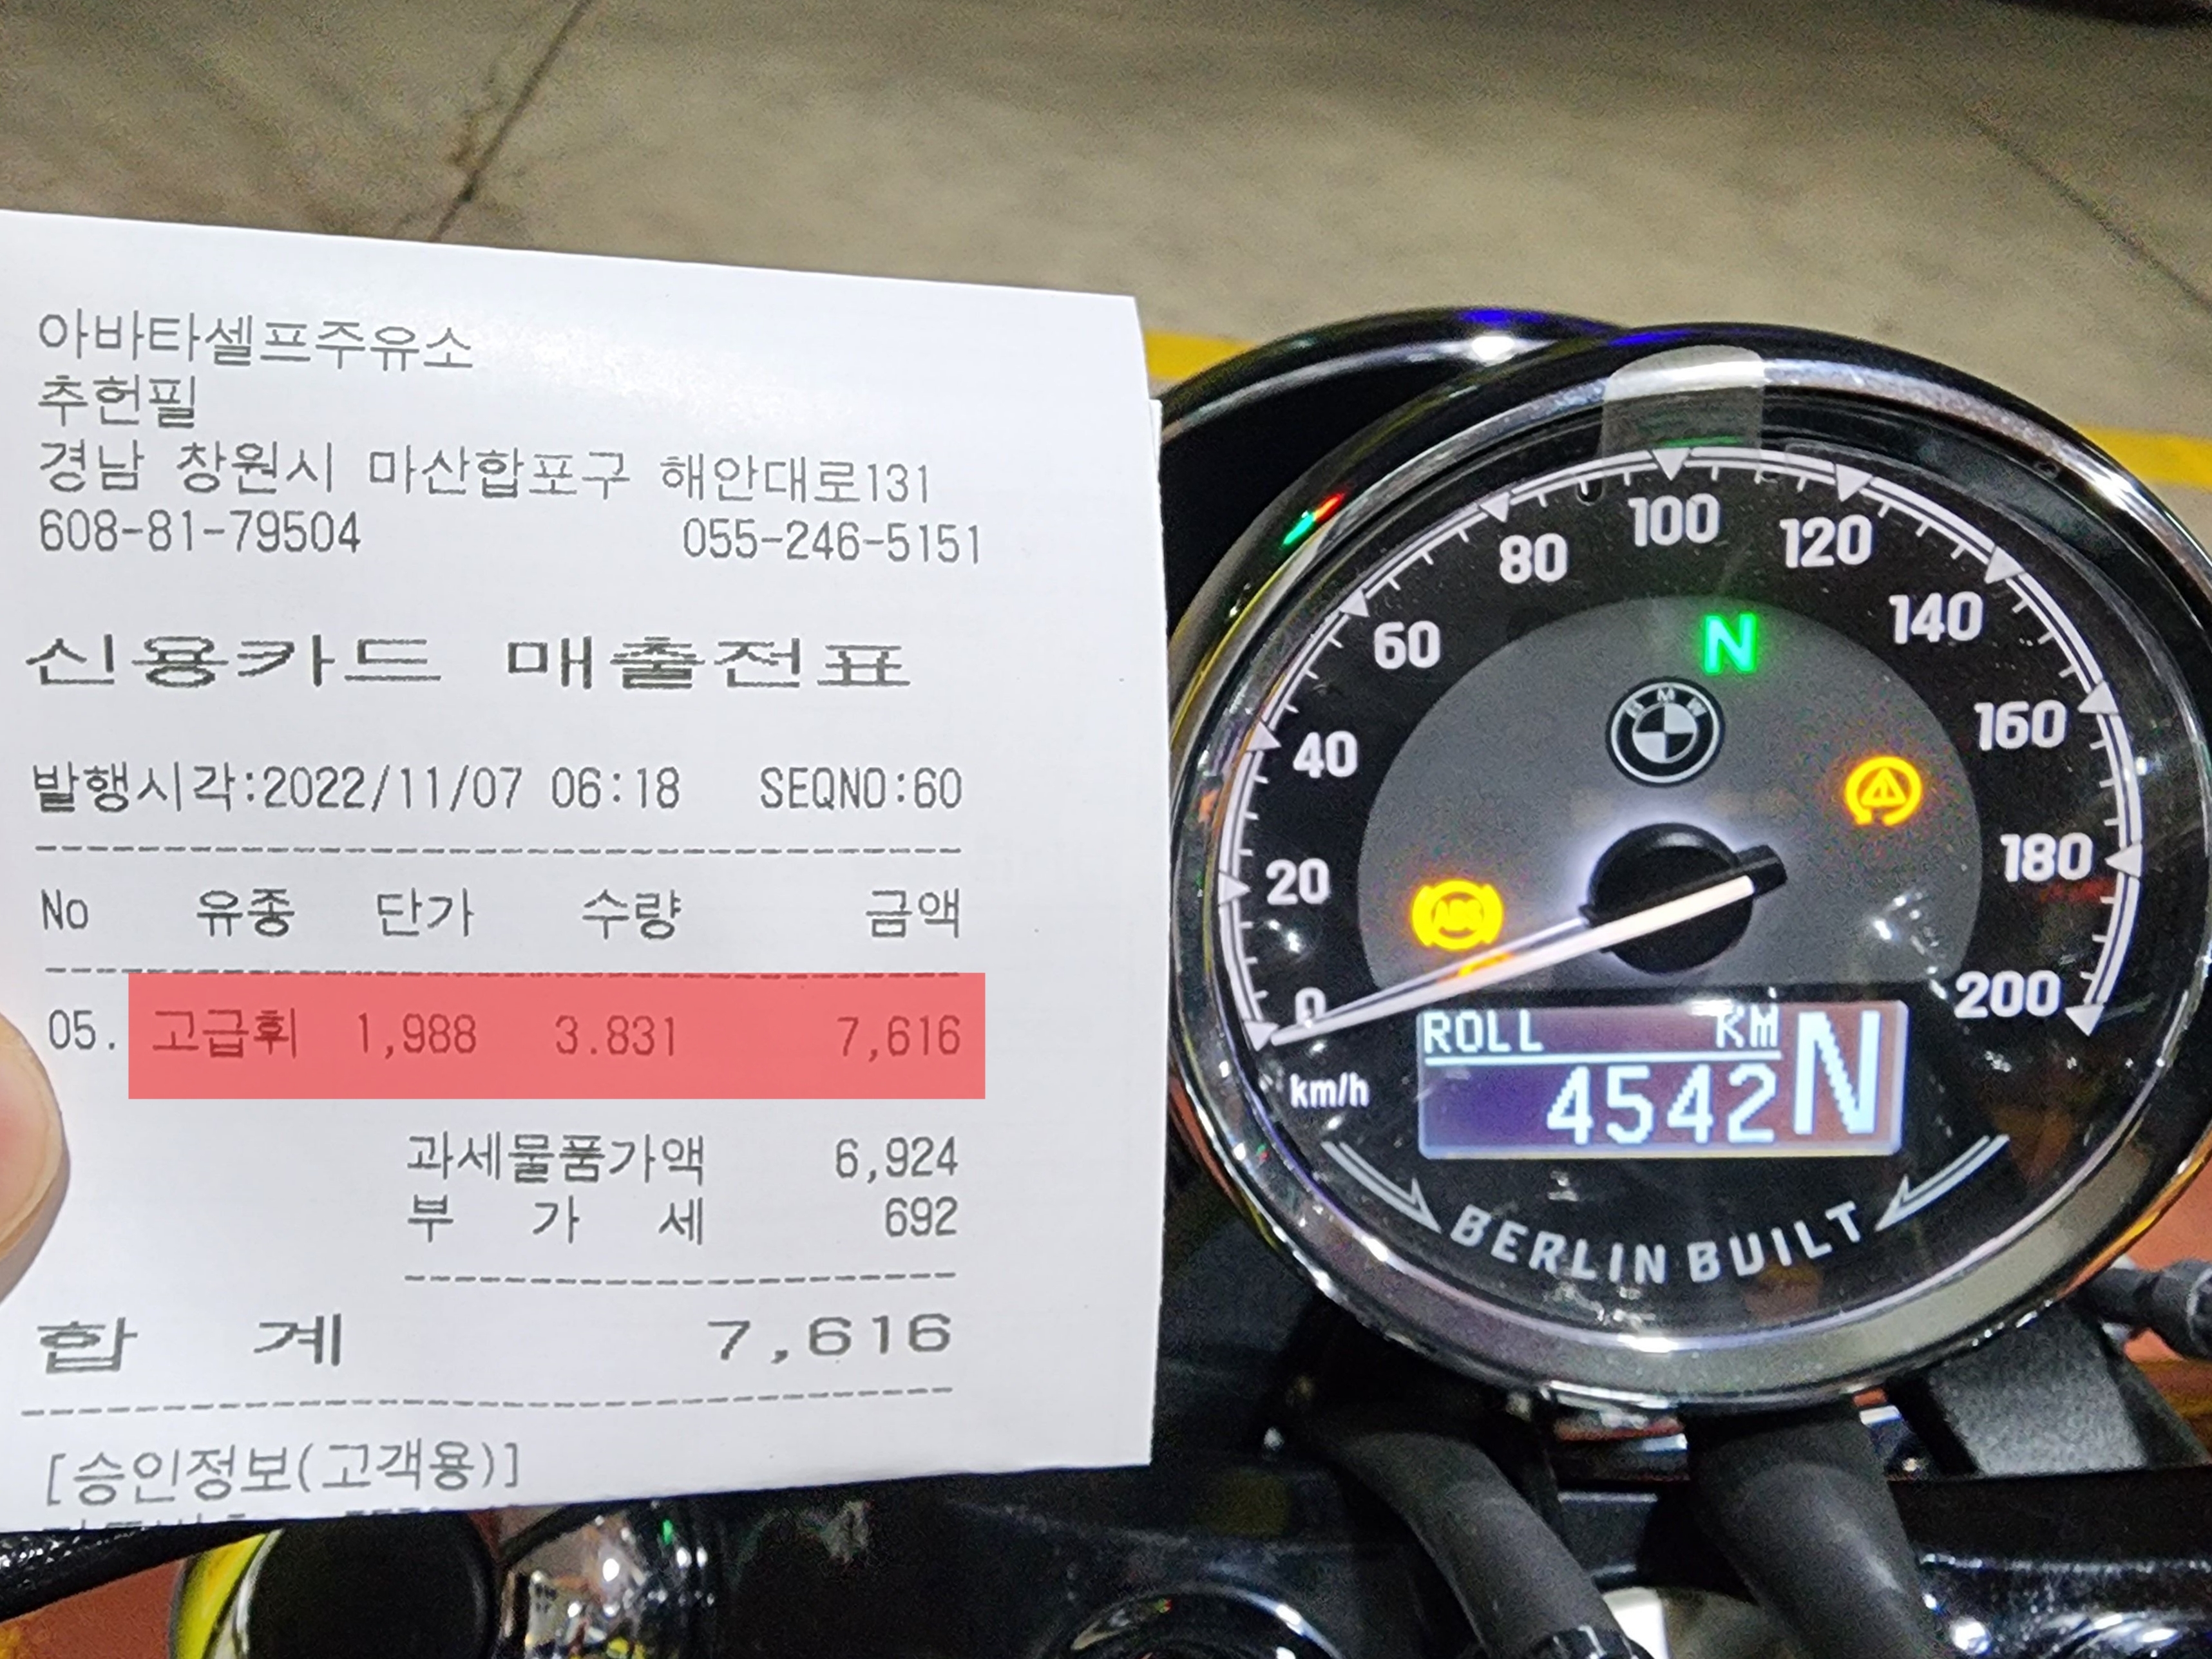 아바타셀프주유소
추헌필
경남 창원시 마산합포구 해안대로131
608-81-79504 055-246-5151
신용카드 매출전표
발행시각:2022/11/07 06:18 SEQNO:60
No 유종 단가 수량 금액
05. 고급휘 1,988 3.831 7,616
과세물품가액 6,924
부 가 세 692
합 계 7,616
[승인정보(고객용)]
0
20
40
60
80
100
120
140
160
180
200
N
BMW
ABS
ROLL KM
4542 N
km/h
BERLIN BUILT